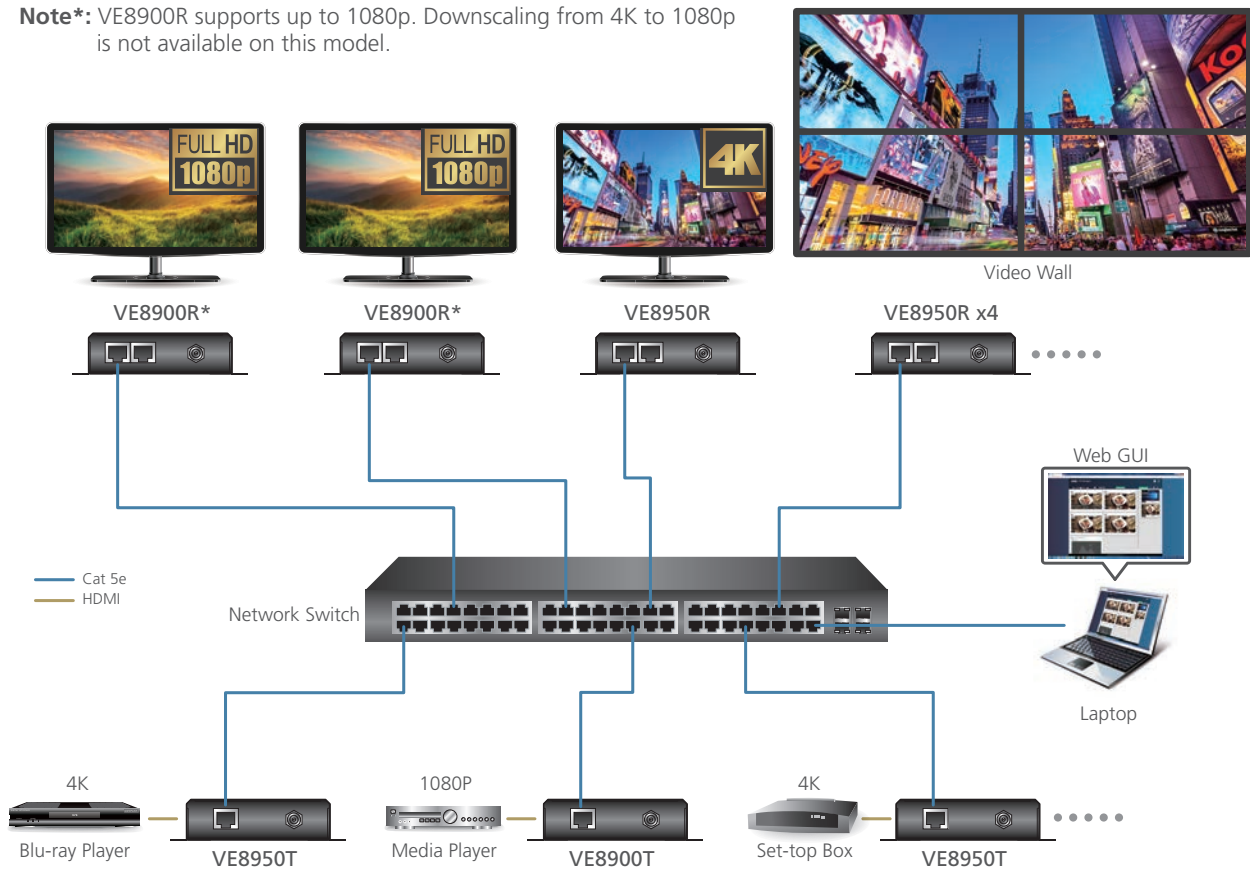 Note*: VE8900R supports up to 1080p. Downscaling from 4K to 1080p
is not available on this model.
FULL HD
1080p
FULL HD
1080p
4K
Video Wall
VE8900R*
VE8900R*
VE8950R
VE8950R x4
Web GUI
Cat 5e
HDMI
Network Switch
Laptop
4K
1080P
4K
Blu-ray Player
VE8950T
Media Player
VE8900T
Set-top Box
VE8950T